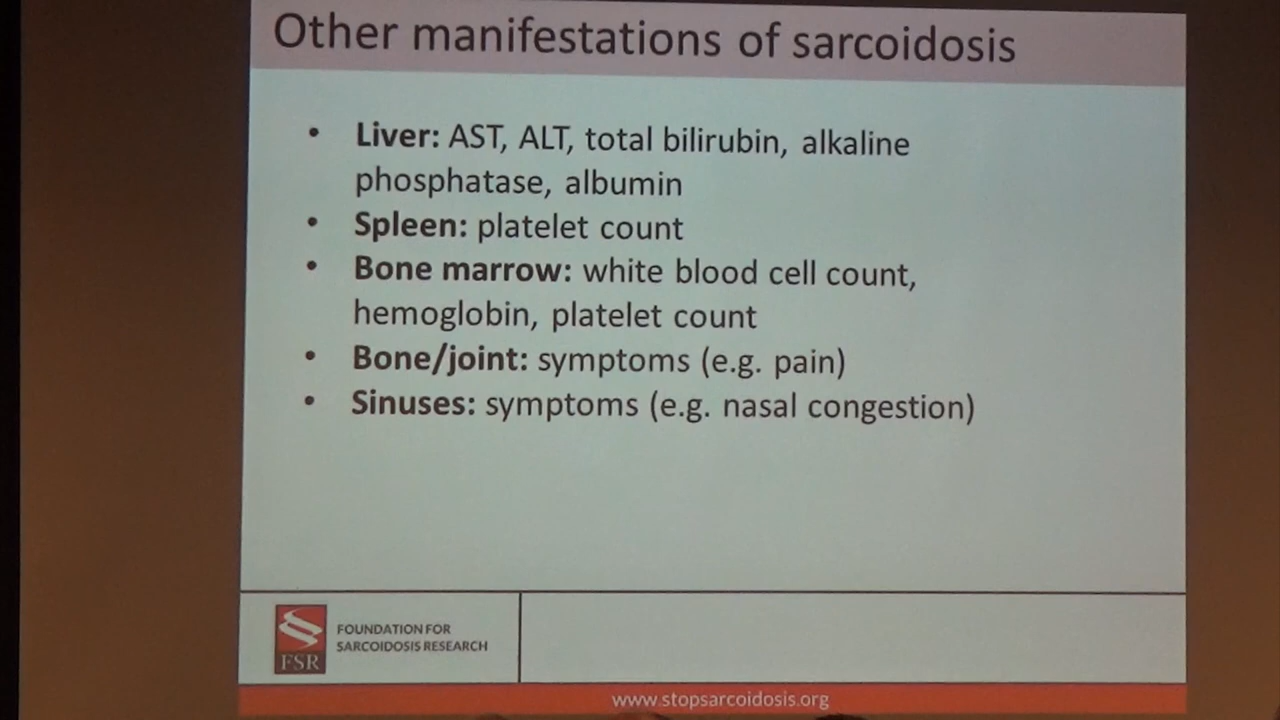 Other manifestations of sarcoidosis
• Liver: AST, ALT, total bilirubin, alkaline
phosphatase, albumin
• Spleen: platelet count
• Bone marrow: white blood cell count,
hemoglobin, platelet count
• Bone/joint: symptoms (e.g. pain)
• Sinuses: symptoms (e.g. nasal congestion)
FSR
FOUNDATION FOR
SARCOIDOSIS RESEARCH
www.stopsarcoidosis.org